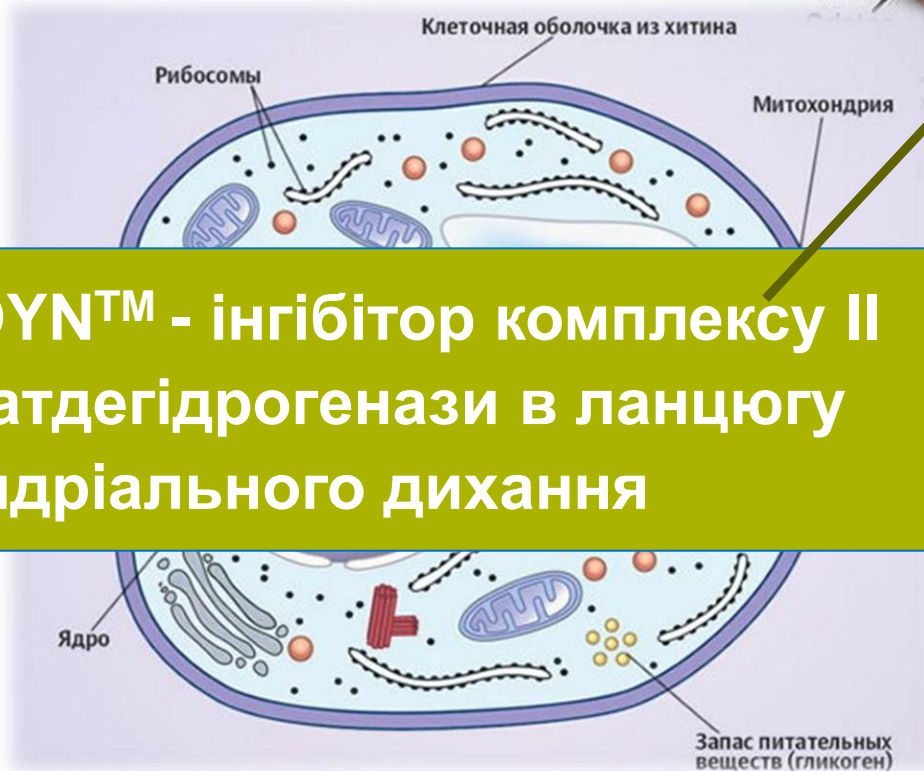 Клеточная оболочка из хитина
Рибосомы
Митохондрия
YN™ - інгібітор комплексу II
атдегідрогенази в ланцюгу
дріального дихання
Ядро
Запас питательных
веществ (гликоген)